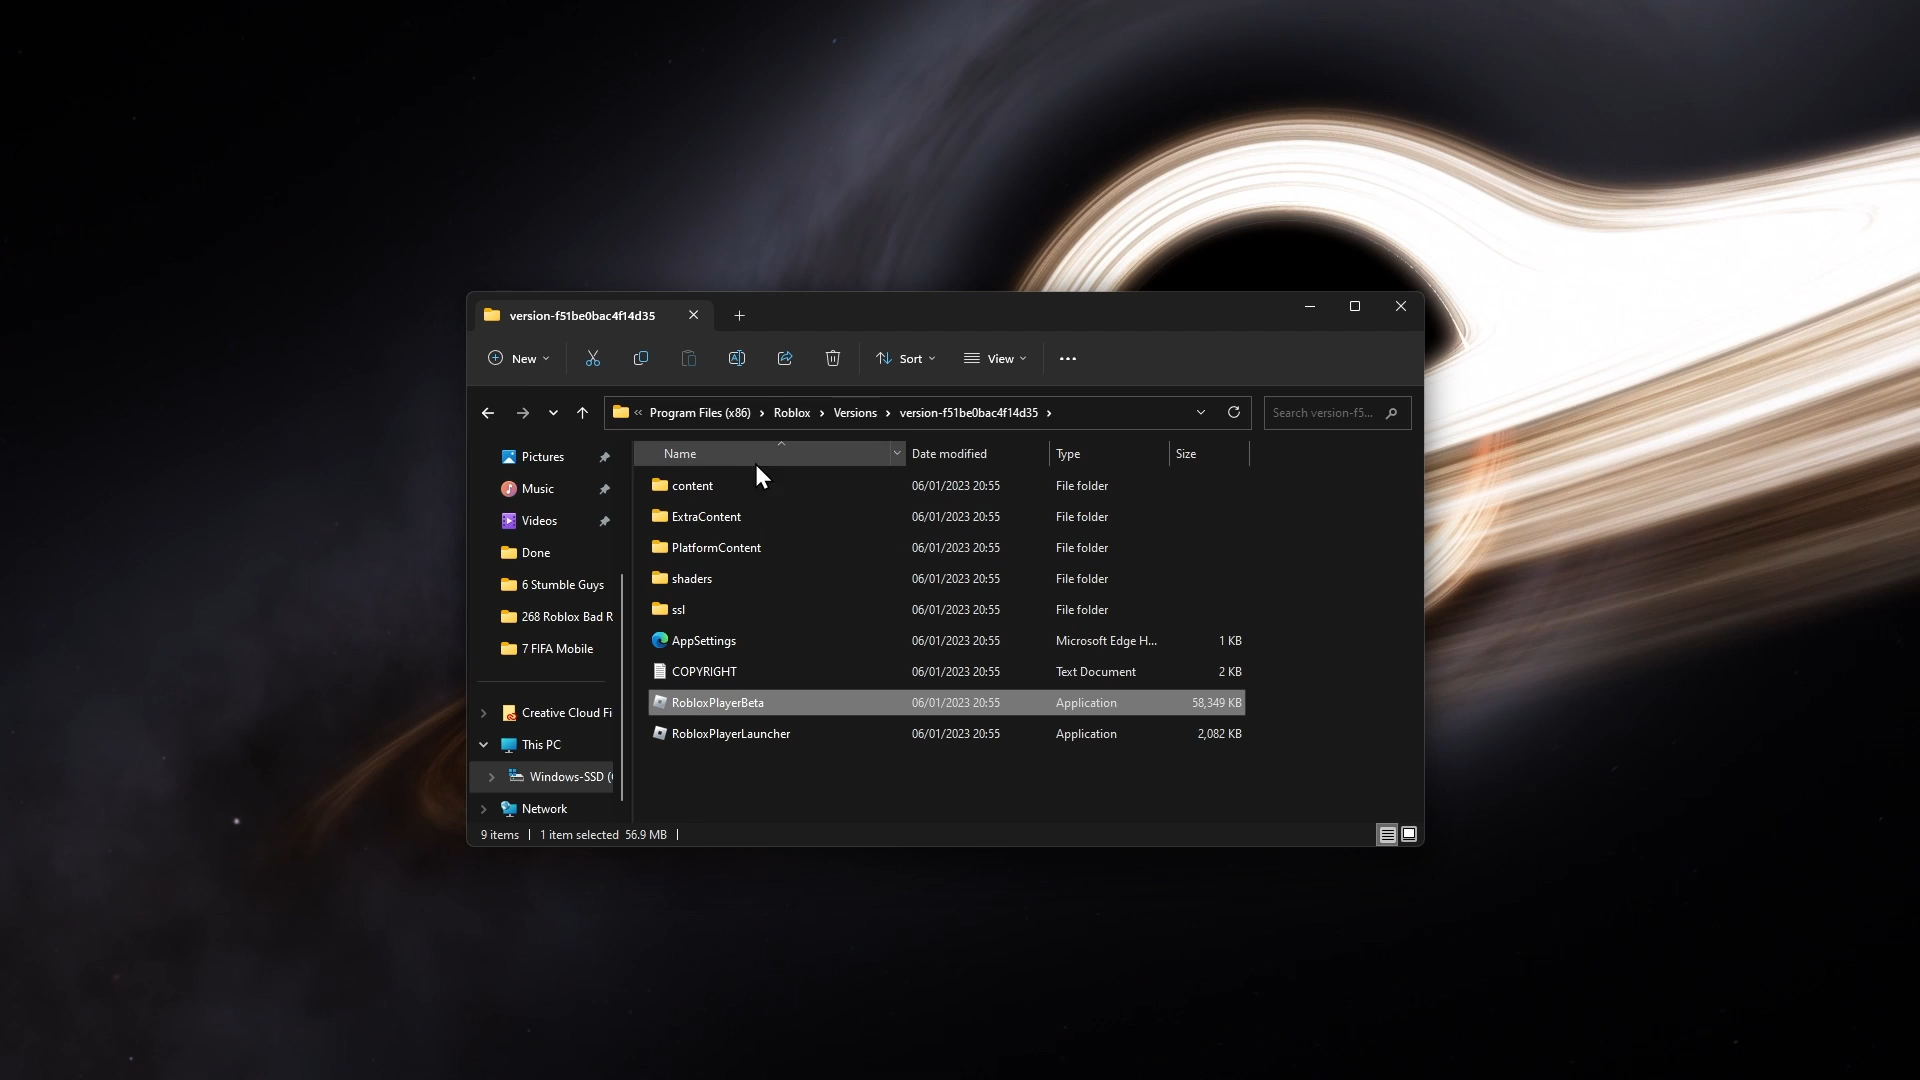 version-f51be0bac4f14d35
New
Sort
View
« Program Files (x86) › Roblox › Versions › version-f51be0bac4f14d35 ›
Search version-f5...
Pictures
Music
Videos
Done
6 Stumble Guys
268 Roblox Bad R
7 FIFA Mobile
Creative Cloud Fi
This PC
Windows-SSD (
Network
Name Date modified Type Size
content 06/01/2023 20:55 File folder
ExtraContent 06/01/2023 20:55 File folder
PlatformContent 06/01/2023 20:55 File folder
shaders 06/01/2023 20:55 File folder
ssl 06/01/2023 20:55 File folder
AppSettings 06/01/2023 20:55 Microsoft Edge H... 1 KB
COPYRIGHT 06/01/2023 20:55 Text Document 2 KB
RobloxPlayerBeta 06/01/2023 20:55 Application 58,349 KB
RobloxPlayerLauncher 06/01/2023 20:55 Application 2,082 KB
9 items | 1 item selected 56.9 MB |